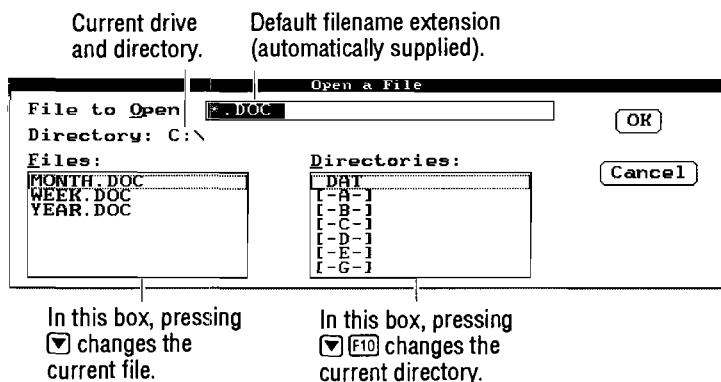 Current drive
and directory.
Default filename extension
(automatically supplied).
Open a File
File to Open *.DOC
OK
Directory: C:\
Files:
MONTH.DOC
WEEK.DOC
YEAR.DOC
Directories:
DAT
[-A-]
[-B-]
[-C-]
[-D-]
[-E-]
[-G-]
Cancel
In this box, pressing
▼ changes the
current file.
In this box, pressing
▼ F10 changes the
current directory.